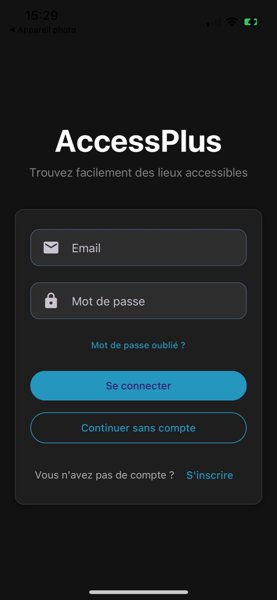 15:29
◀ Appareil photo
AccessPlus
Trouvez facilement des lieux accessibles
Email
Mot de passe
Mot de passe oublié ?
Se connecter
Continuer sans compte
Vous n'avez pas de compte ? S'inscrire